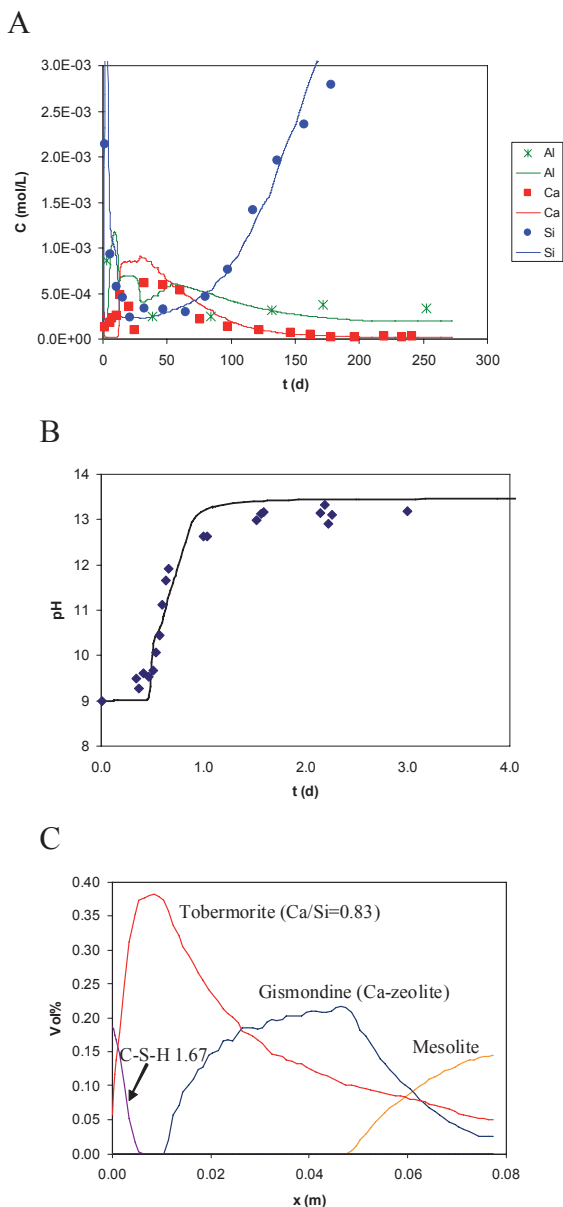 A
3.0E-03
2.5E-03
2.0E-03
1.5E-03
1.0E-03
5.0E-04
0.0E+00
C (mol/L)
0 50 100 150 200 250 300
t (d)
Al
Al
Ca
Ca
Si
Si
B
14
13
12
11
10
9
8
pH
0.0 1.0 2.0 3.0 4.0
t (d)
C
0.40
0.35
0.30
0.25
0.20
0.15
0.10
0.05
0.00
Vol%
Tobermorite (Ca/Si=0.83)
Gismondine (Ca-zeolite)
Mesolite
C-S-H 1.67
0.00 0.02 0.04 0.06 0.08
x (m)